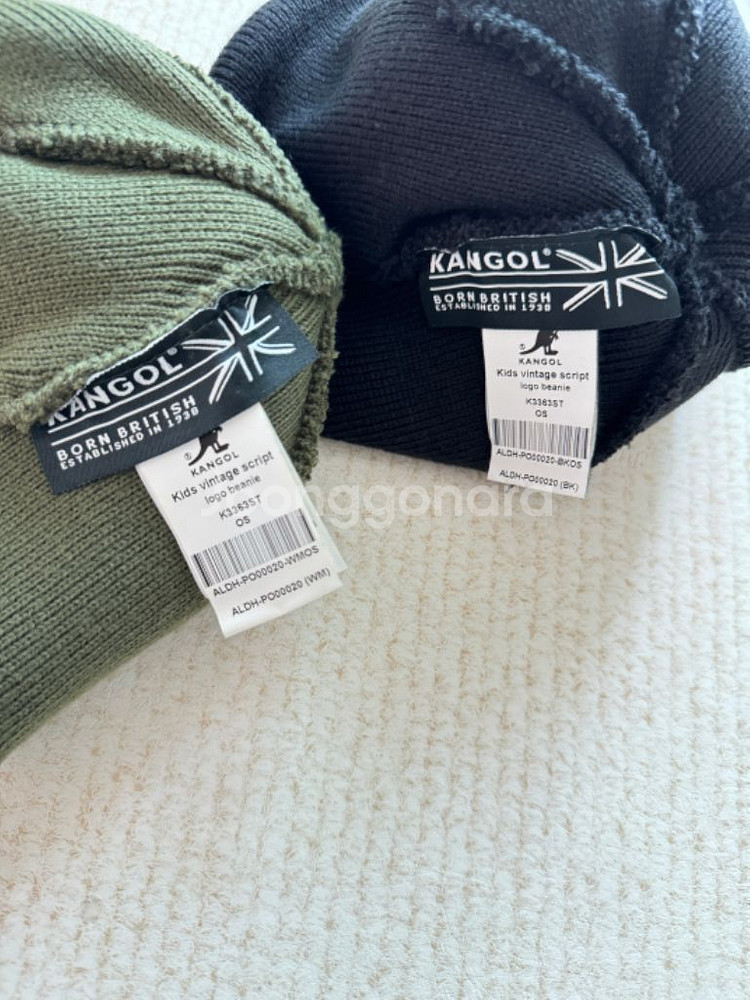 KANGOL®
BORN BRITISH
ESTABLISHED IN 1938
® KANGOL
Kids vintage script
logo beanie
K3363ST
OS
ALDH-PO00020-WMOS
ALDH-PO00020 (WM)
KANGOL®
BORN BRITISH
ESTABLISHED IN 1938
® KANGOL
Kids vintage script
logo beanie
K3363ST
OS
ALDH-PO00020-BKOS
ALDH-PO00020 (BK)
joonggonara